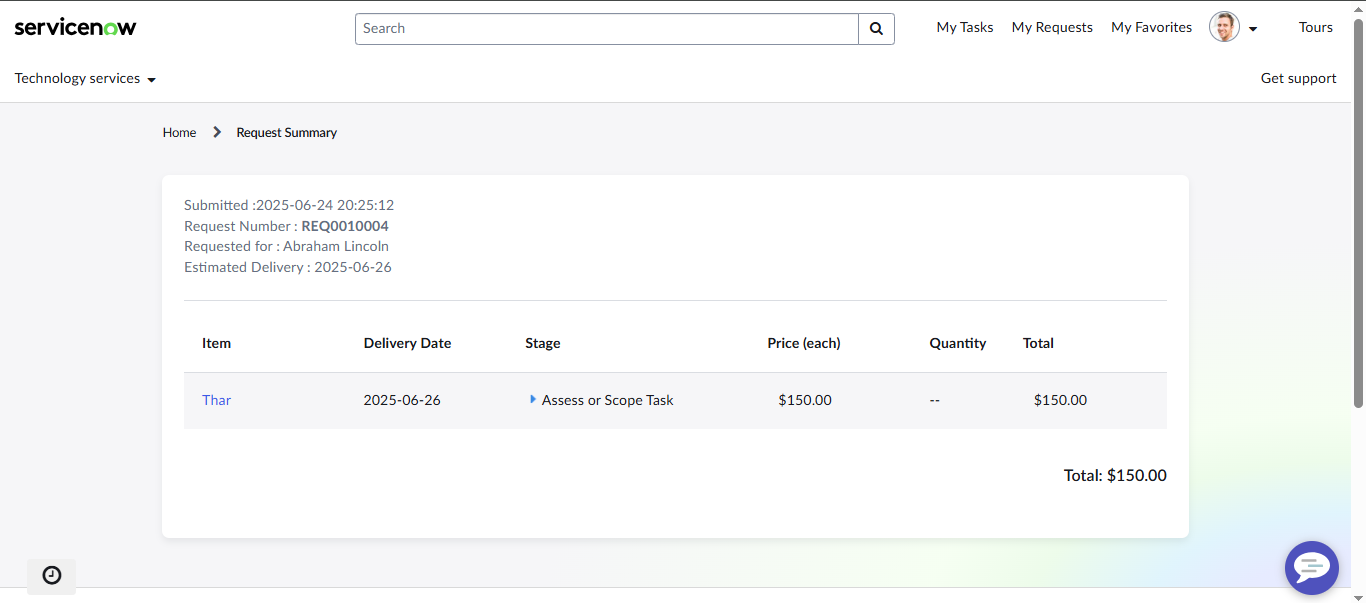 servicenow
Search
My Tasks My Requests My Favorites Tours
Technology services Get support
Home Request Summary
Submitted :2025-06-24 20:25:12
Request Number : REQ0010004
Requested for : Abraham Lincoln
Estimated Delivery : 2025-06-26
Item Delivery Date Stage Price (each) Quantity Total
Thar 2025-06-26 Assess or Scope Task $150.00 -- $150.00
Total: $150.00